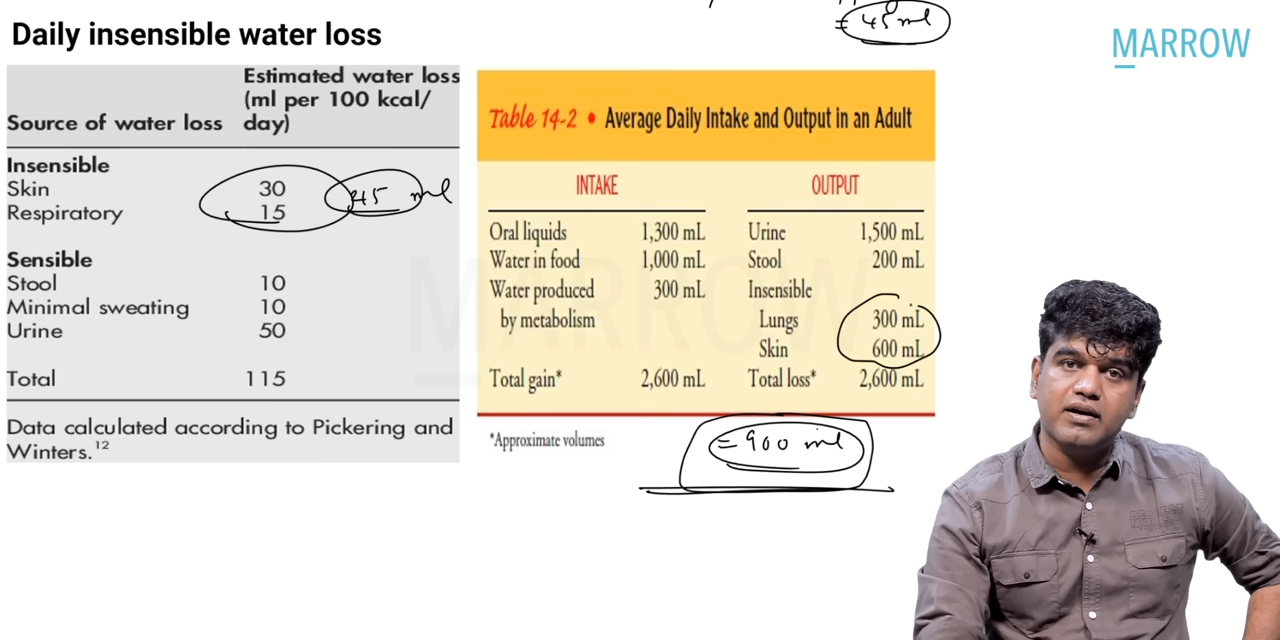 = 45 ml
Daily insensible water loss
MARROW
Source of water loss Estimated water loss (ml per 100 kcal/day)
Insensible
Skin 30
Respiratory 15
45 ml
Sensible
Stool 10
Minimal sweating 10
Urine 50
Total 115
Data calculated according to Pickering and
Winters.12
Table 14-2 • Average Daily Intake and Output in an Adult
INTAKE OUTPUT
Oral liquids 1,300 mL Urine 1,500 mL
Water in food 1,000 mL Stool 200 mL
Water produced 300 mL Insensible
by metabolism Lungs 300 mL
Skin 600 mL
Total gain* 2,600 mL Total loss* 2,600 mL
*Approximate volumes
= 900 ml
MARROW